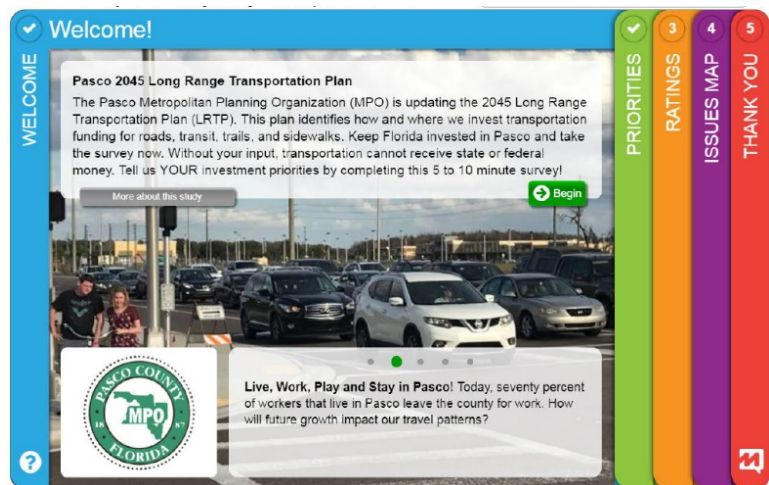 Welcome!
WELCOME
Pasco 2045 Long Range Transportation Plan
The Pasco Metropolitan Planning Organization (MPO) is updating the 2045 Long Range
Transportation Plan (LRTP). This plan identifies how and where we invest transportation
funding for roads, transit, trails, and sidewalks. Keep Florida invested in Pasco and take
the survey now. Without your input, transportation cannot receive state or federal
money. Tell us YOUR investment priorities by completing this 5 to 10 minute survey!
More about this study
Begin
PASCO COUNTY
MPO
18 87
FLORIDA
Live, Work, Play and Stay in Pasco! Today, seventy percent
of workers that live in Pasco leave the county for work. How
will future growth impact our travel patterns?
?
PRIORITIES
3
RATINGS
4
ISSUES MAP
5
THANK YOU